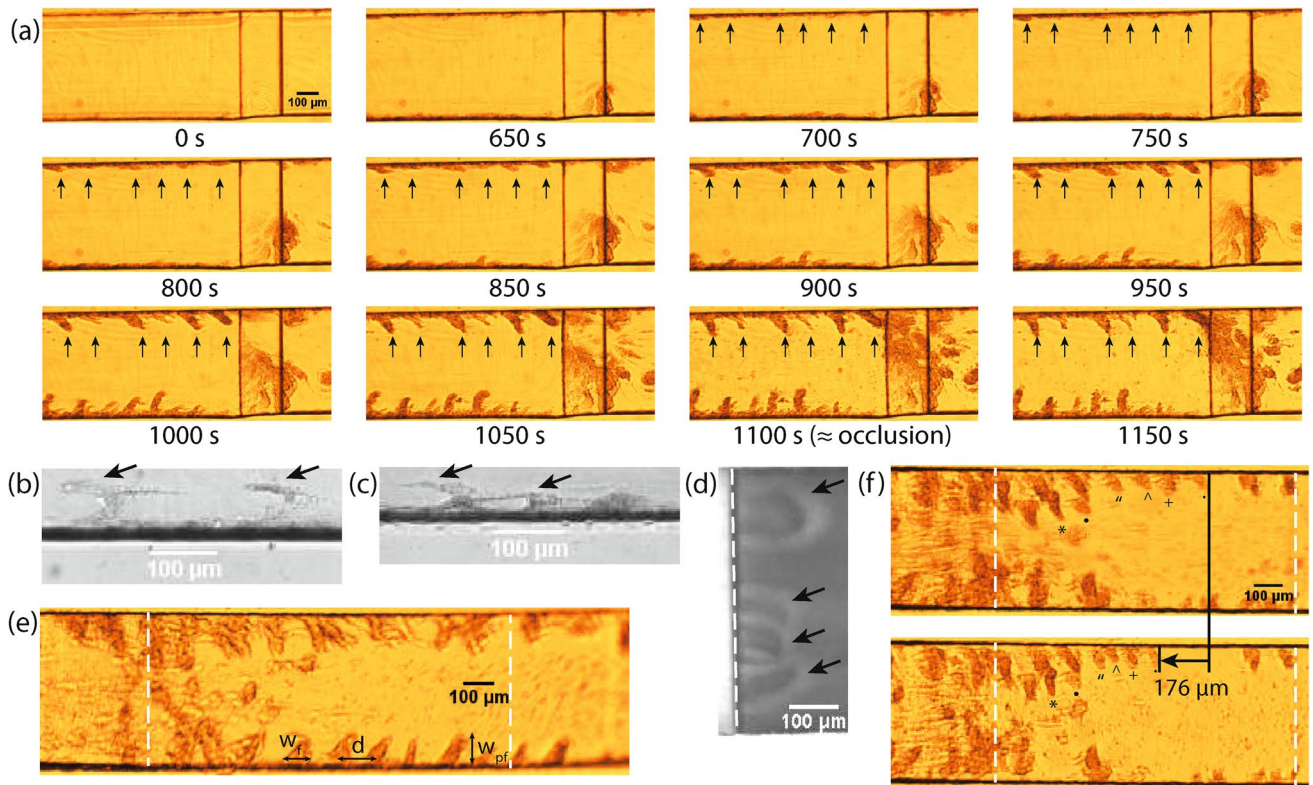 (a)
100 µm
0 s
650 s
700 s
750 s
800 s
850 s
900 s
950 s
1000 s
1050 s
1100 s (≈ occlusion)
1150 s
(b)
100 µm
(c)
100 µm
(d)
100 µm
(e)
100 µm
w_f
d
w_pf
(f)
“ ^ +
*
100 µm
“ ^ +
*
176 µm